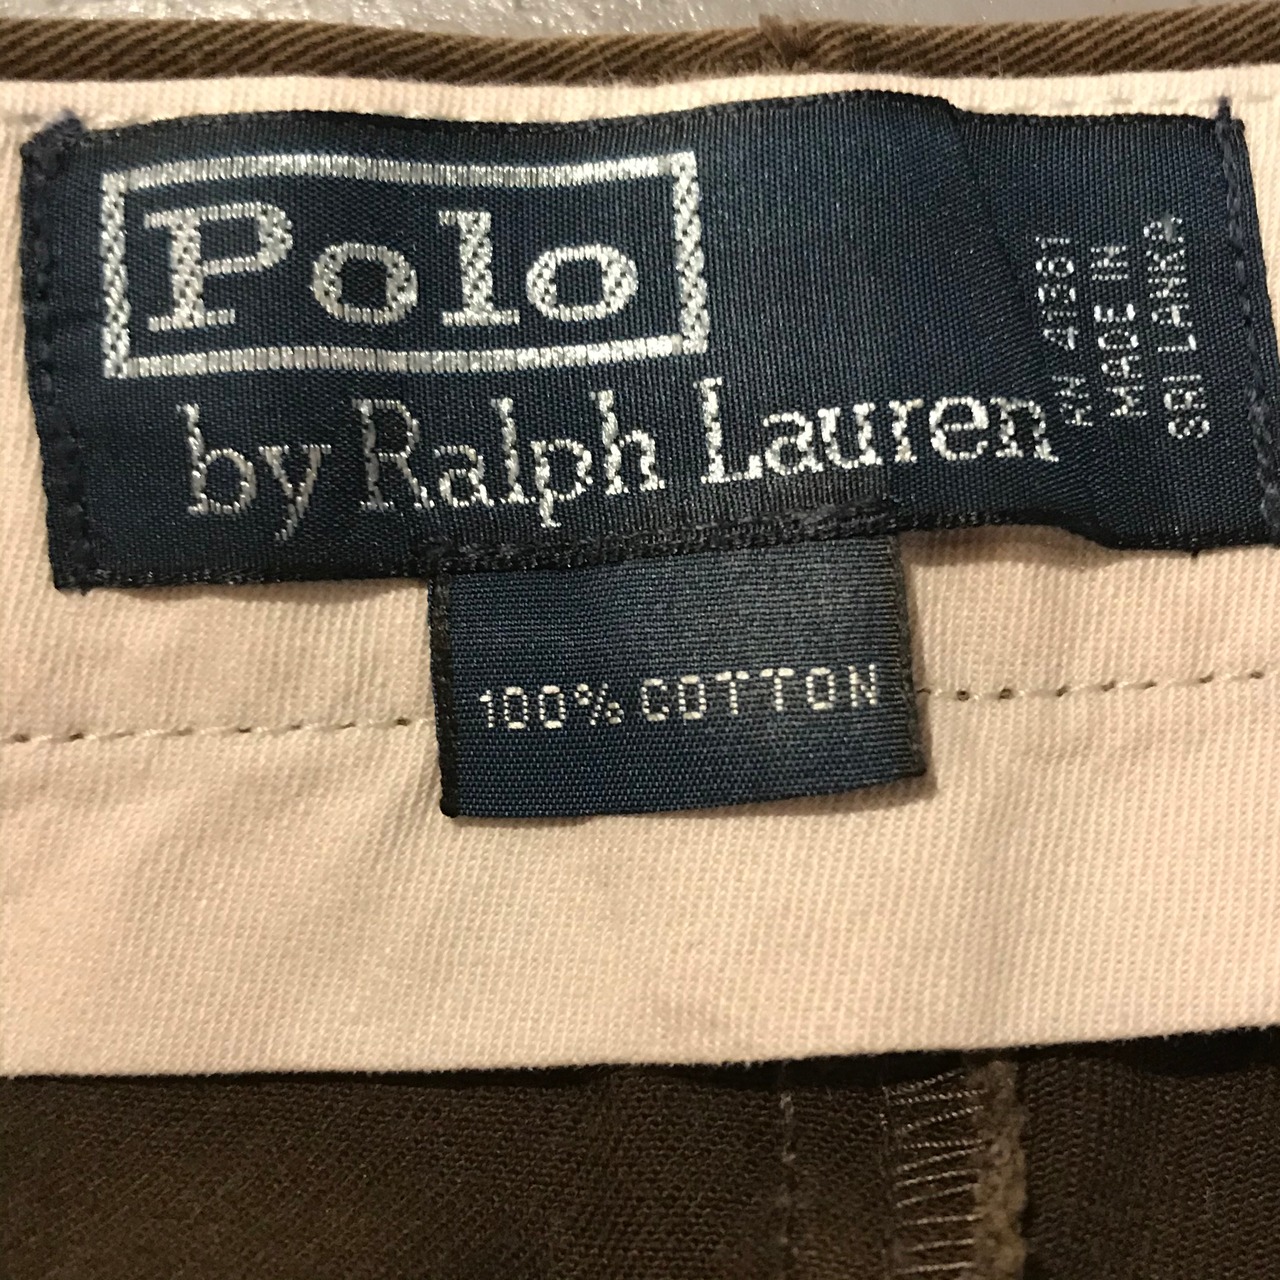 Polo
by Ralph Lauren
RN 41381
MADE IN
SRI LANKA
100% COTTON